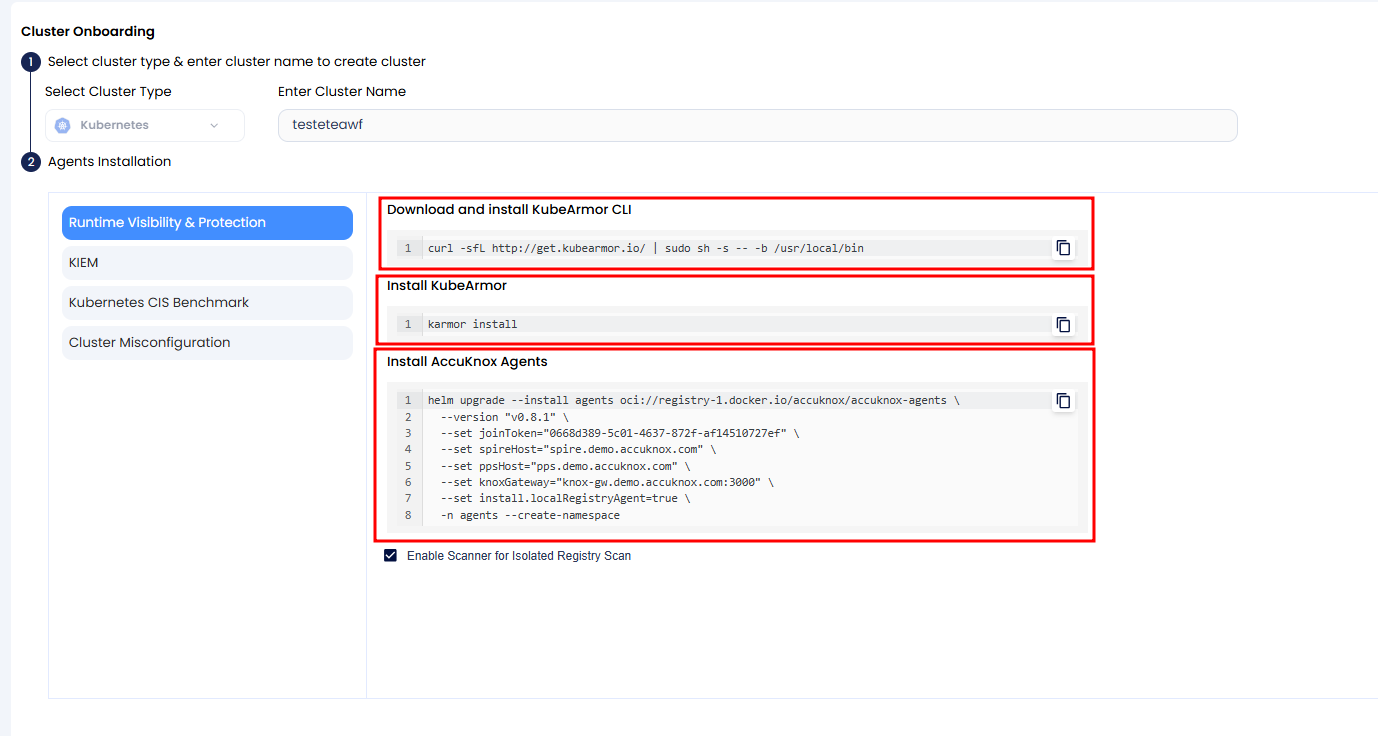 Cluster Onboarding
1 Select cluster type & enter cluster name to create cluster
Select Cluster Type
Enter Cluster Name
Kubernetes
testeteawf
2 Agents Installation
Runtime Visibility & Protection
KIEM
Kubernetes CIS Benchmark
Cluster Misconfiguration
Download and install KubeArmor CLI
1 curl -sfL http://get.kubearmor.io/ | sudo sh -s -- -b /usr/local/bin
Install KubeArmor
1 karmor install
Install AccuKnox Agents
1 helm upgrade --install agents oci://registry-1.docker.io/accuknox/accuknox-agents \
2 --version "v0.8.1" \
3 --set joinToken="0668d389-5c01-4637-872f-af14510727ef" \
4 --set spireHost="spire.demo.accuknox.com" \
5 --set ppsHost="pps.demo.accuknox.com" \
6 --set knoxGateway="knox-gw.demo.accuknox.com:3000" \
7 --set install.localRegistryAgent=true \
8 -n agents --create-namespace
Enable Scanner for Isolated Registry Scan